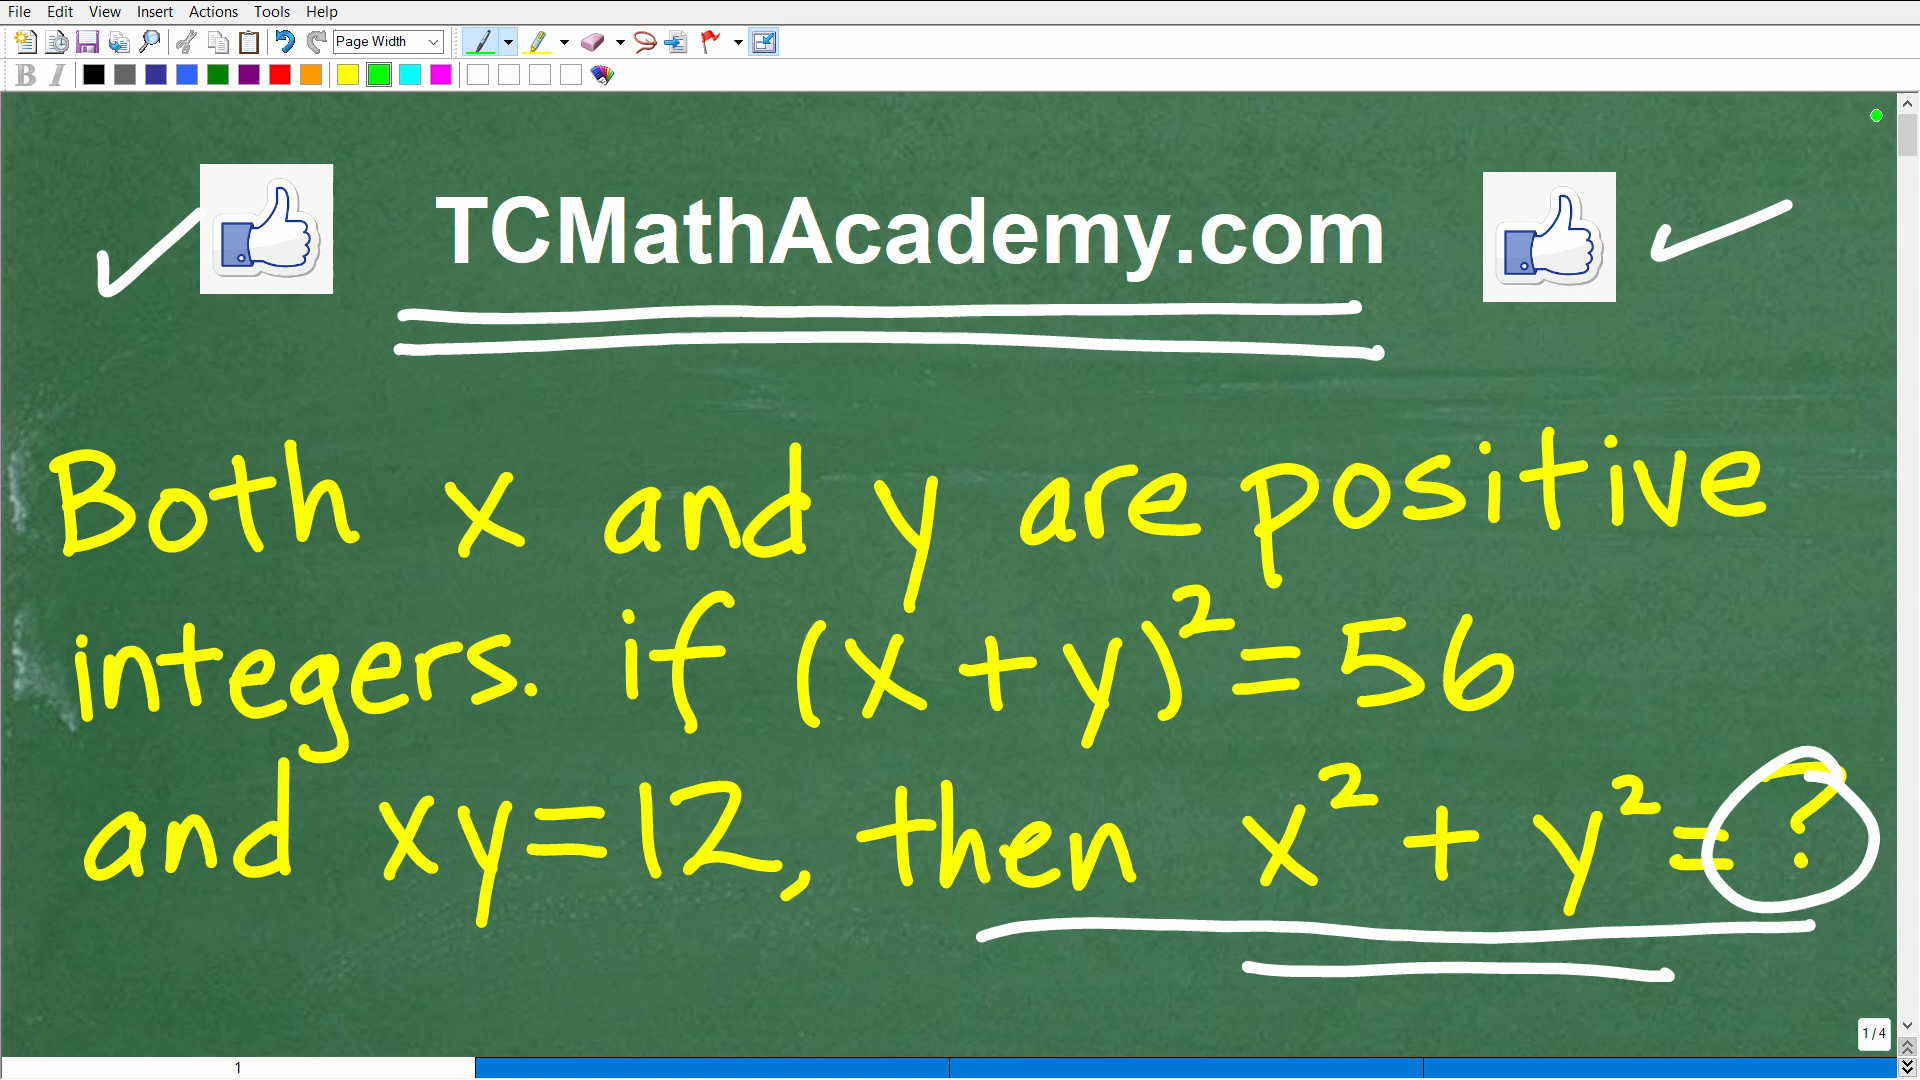 File Edit View Insert Actions Tools Help
Page Width
B I
TCMathAcademy.com
Both x and y are positive
integers. if (x+y)²=56
and xy=12, then x²+y²=?
1/4
1